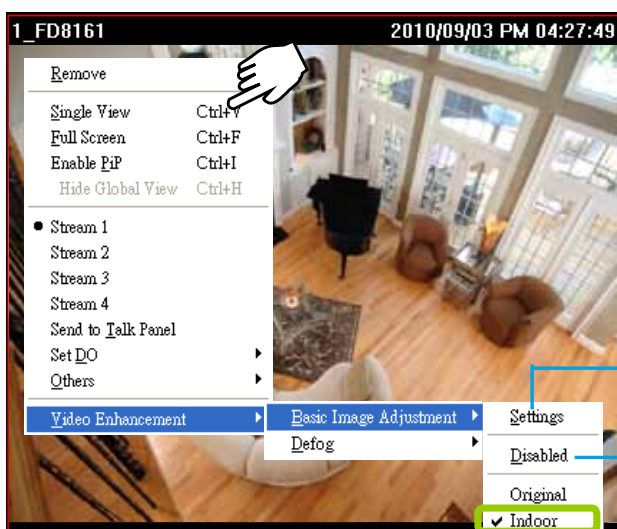 1_FD8161 2010/09/03 PM 04:27:49
Remove
Single View Ctrl+V
Full Screen Ctrl+F
Enable PiP Ctrl+I
Hide Global View Ctrl+H
Stream 1
Stream 2
Stream 3
Stream 4
Send to Talk Panel
Set DO
Others
Video Enhancement
Basic Image Adjustment
Defog
Settings
Disabled
Original
Indoor